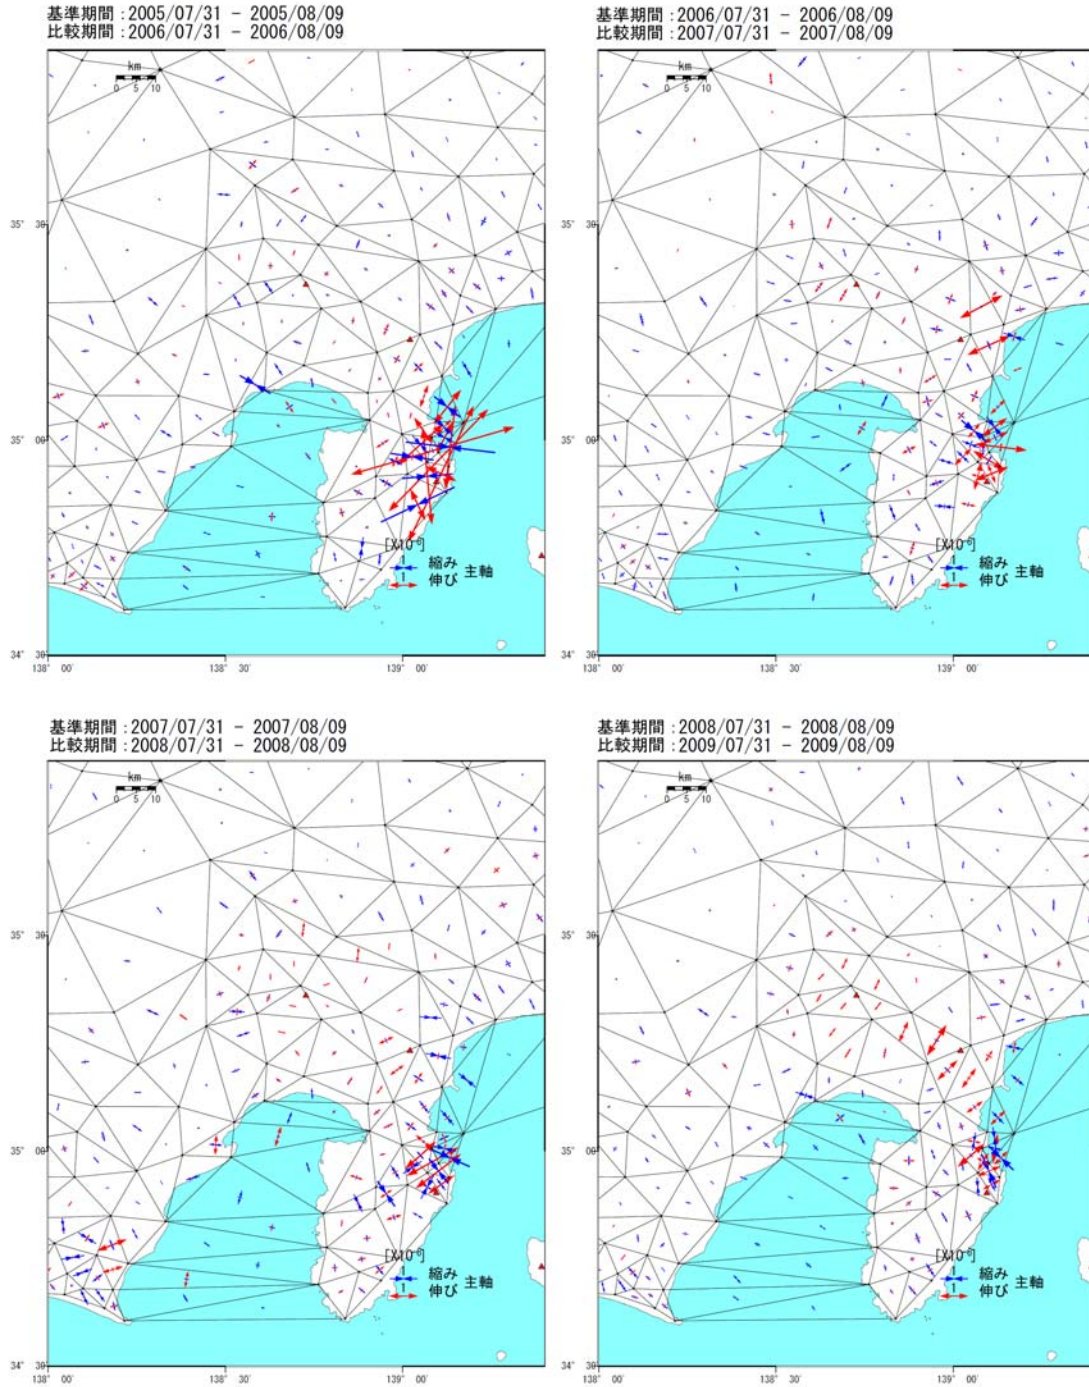 基準期間 : 2005/07/31 - 2005/08/09
比較期間 : 2006/07/31 - 2006/08/09
km
0 5 10
35° 30
35° 00
34° 30
138° 00'
138° 30
139° 00'
[X10⁻⁶]
1 縮み
1 伸び
主軸
基準期間 : 2006/07/31 - 2006/08/09
比較期間 : 2007/07/31 - 2007/08/09
km
0 5 10
35° 30
35° 00
34° 30
138° 00'
138° 30
139° 00'
[X10⁻⁶]
1 縮み
1 伸び
主軸
基準期間 : 2007/07/31 - 2007/08/09
比較期間 : 2008/07/31 - 2008/08/09
km
0 5 10
35° 30
35° 00
34° 30
138° 00'
138° 30
139° 00'
[X10⁻⁶]
1 縮み
1 伸び
主軸
基準期間 : 2008/07/31 - 2008/08/09
比較期間 : 2009/07/31 - 2009/08/09
km
0 5 10
35° 30
35° 00
34° 30
138° 00'
138° 30
139° 00'
[X10⁻⁶]
1 縮み
1 伸び
主軸